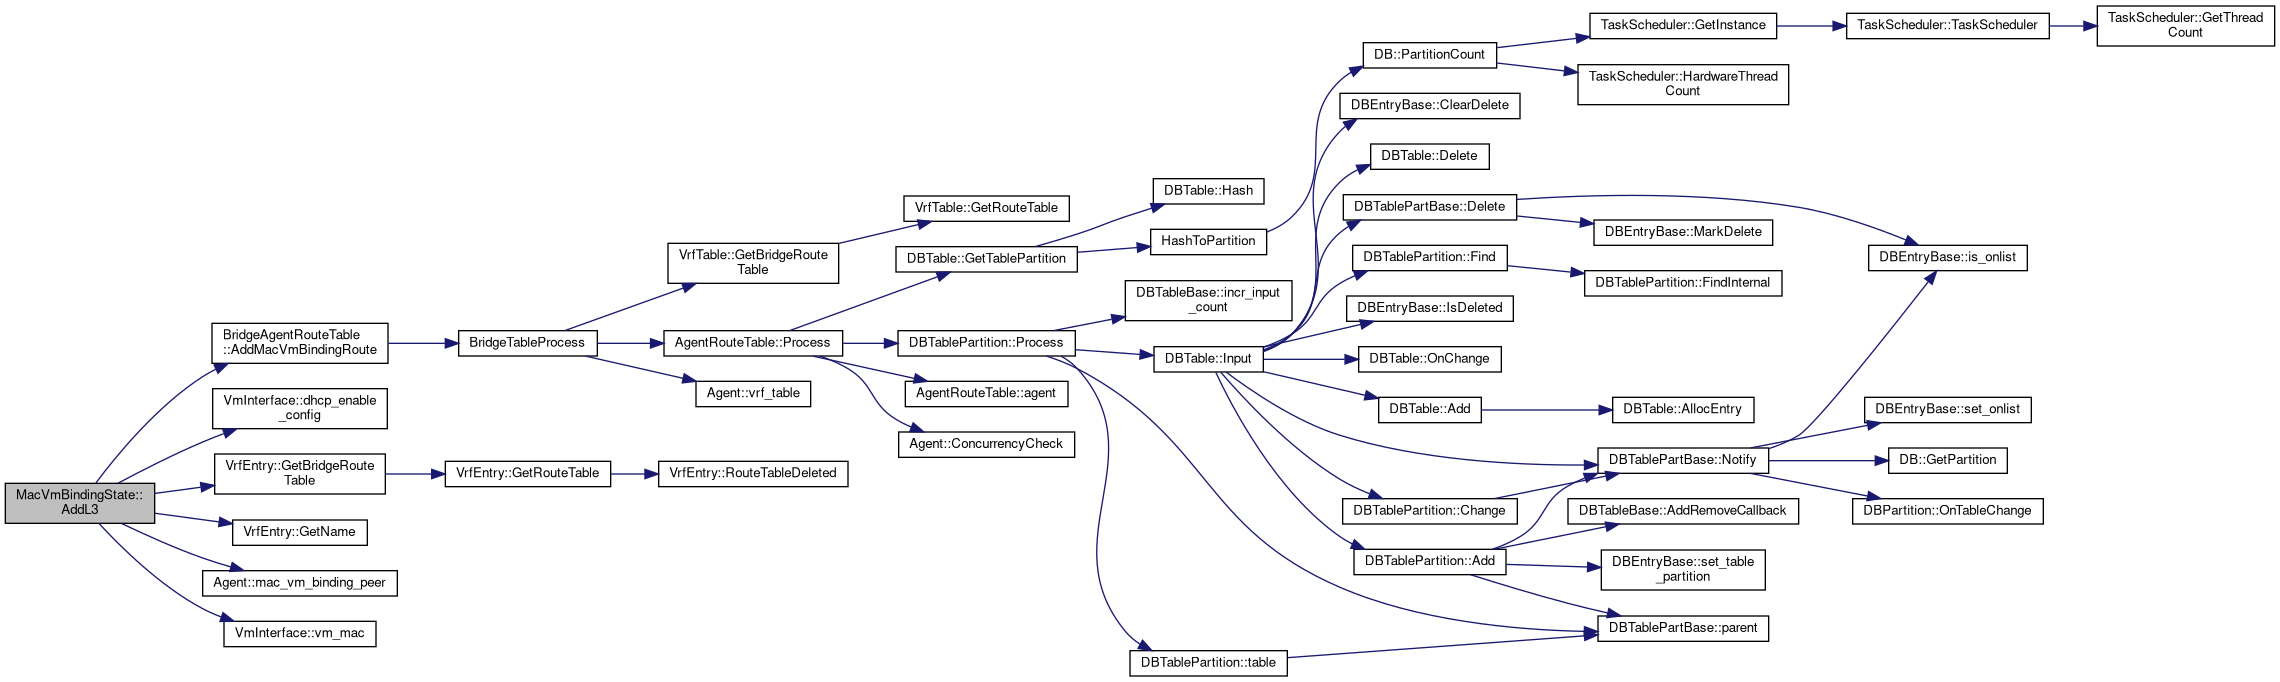 MacVmBindingState::
AddL3
BridgeAgentRouteTable
::AddMacVmBindingRoute
VmInterface::dhcp_enable
_config
VrfEntry::GetBridgeRoute
Table
VrfEntry::GetName
Agent::mac_vm_binding_peer
VmInterface::vm_mac
BridgeTableProcess
VrfEntry::GetRouteTable
VrfTable::GetBridgeRoute
Table
AgentRouteTable::Process
Agent::vrf_table
VrfEntry::RouteTableDeleted
VrfTable::GetRouteTable
DBTable::GetTablePartition
DBTablePartition::Process
AgentRouteTable::agent
Agent::ConcurrencyCheck
DBTable::Hash
HashToPartition
DBTableBase::incr_input
_count
DBTable::Input
DBTablePartition::table
DB::PartitionCount
DBEntryBase::ClearDelete
DBTable::Delete
DBTablePartBase::Delete
DBTablePartition::Find
DBEntryBase::IsDeleted
DBTable::OnChange
DBTable::Add
DBTablePartition::Change
DBTablePartition::Add
TaskScheduler::GetInstance
TaskScheduler::HardwareThread
Count
DBEntryBase::MarkDelete
DBTablePartition::FindInternal
DBTable::AllocEntry
DBTablePartBase::Notify
DBTableBase::AddRemoveCallback
DBEntryBase::set_table
_partition
DBTablePartBase::parent
TaskScheduler::TaskScheduler
DBEntryBase::is_onlist
DBEntryBase::set_onlist
DB::GetPartition
DBPartition::OnTableChange
TaskScheduler::GetThread
Count